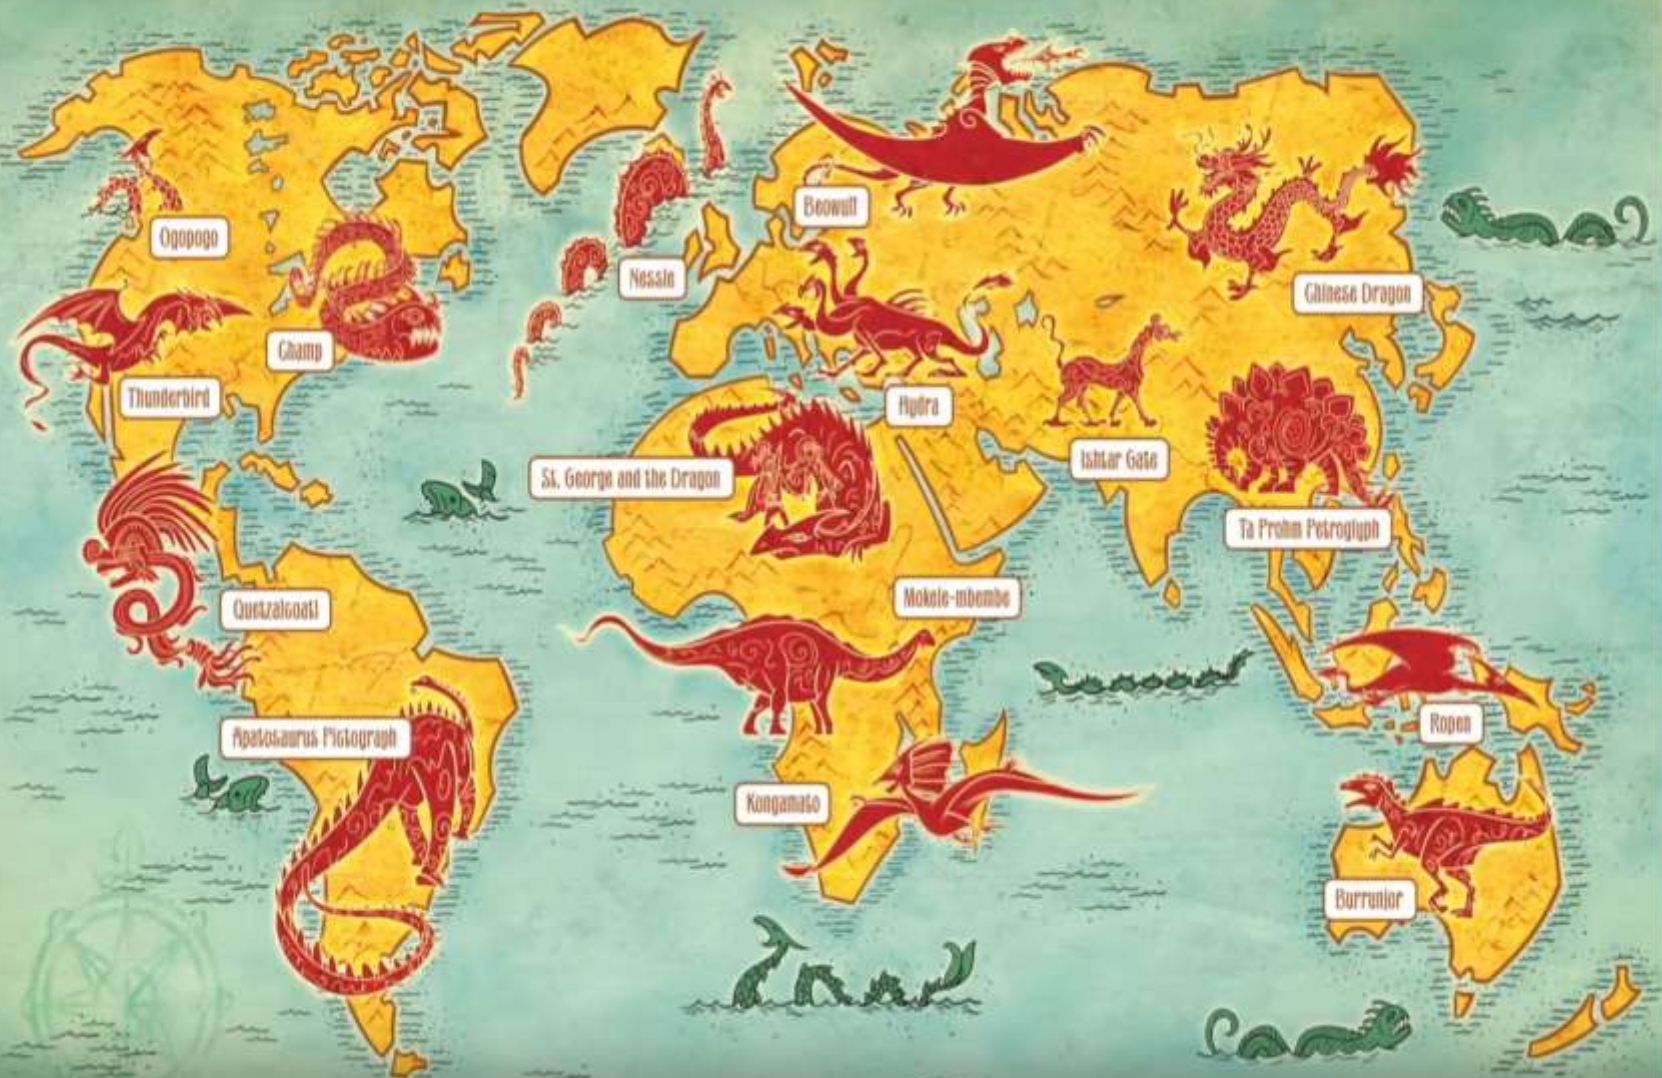 Beowulf
Ogopogo
Nessie
Chinese Dragon
Champ
Thunderbird
Hydra
Ishtar Gate
St. George and the Dragon
Ta Prohm Petroglyph
Mokele-mbembe
Quetzalcoatl
Ropen
Apatosaurus Pictograph
Kongamato
Burrunjor